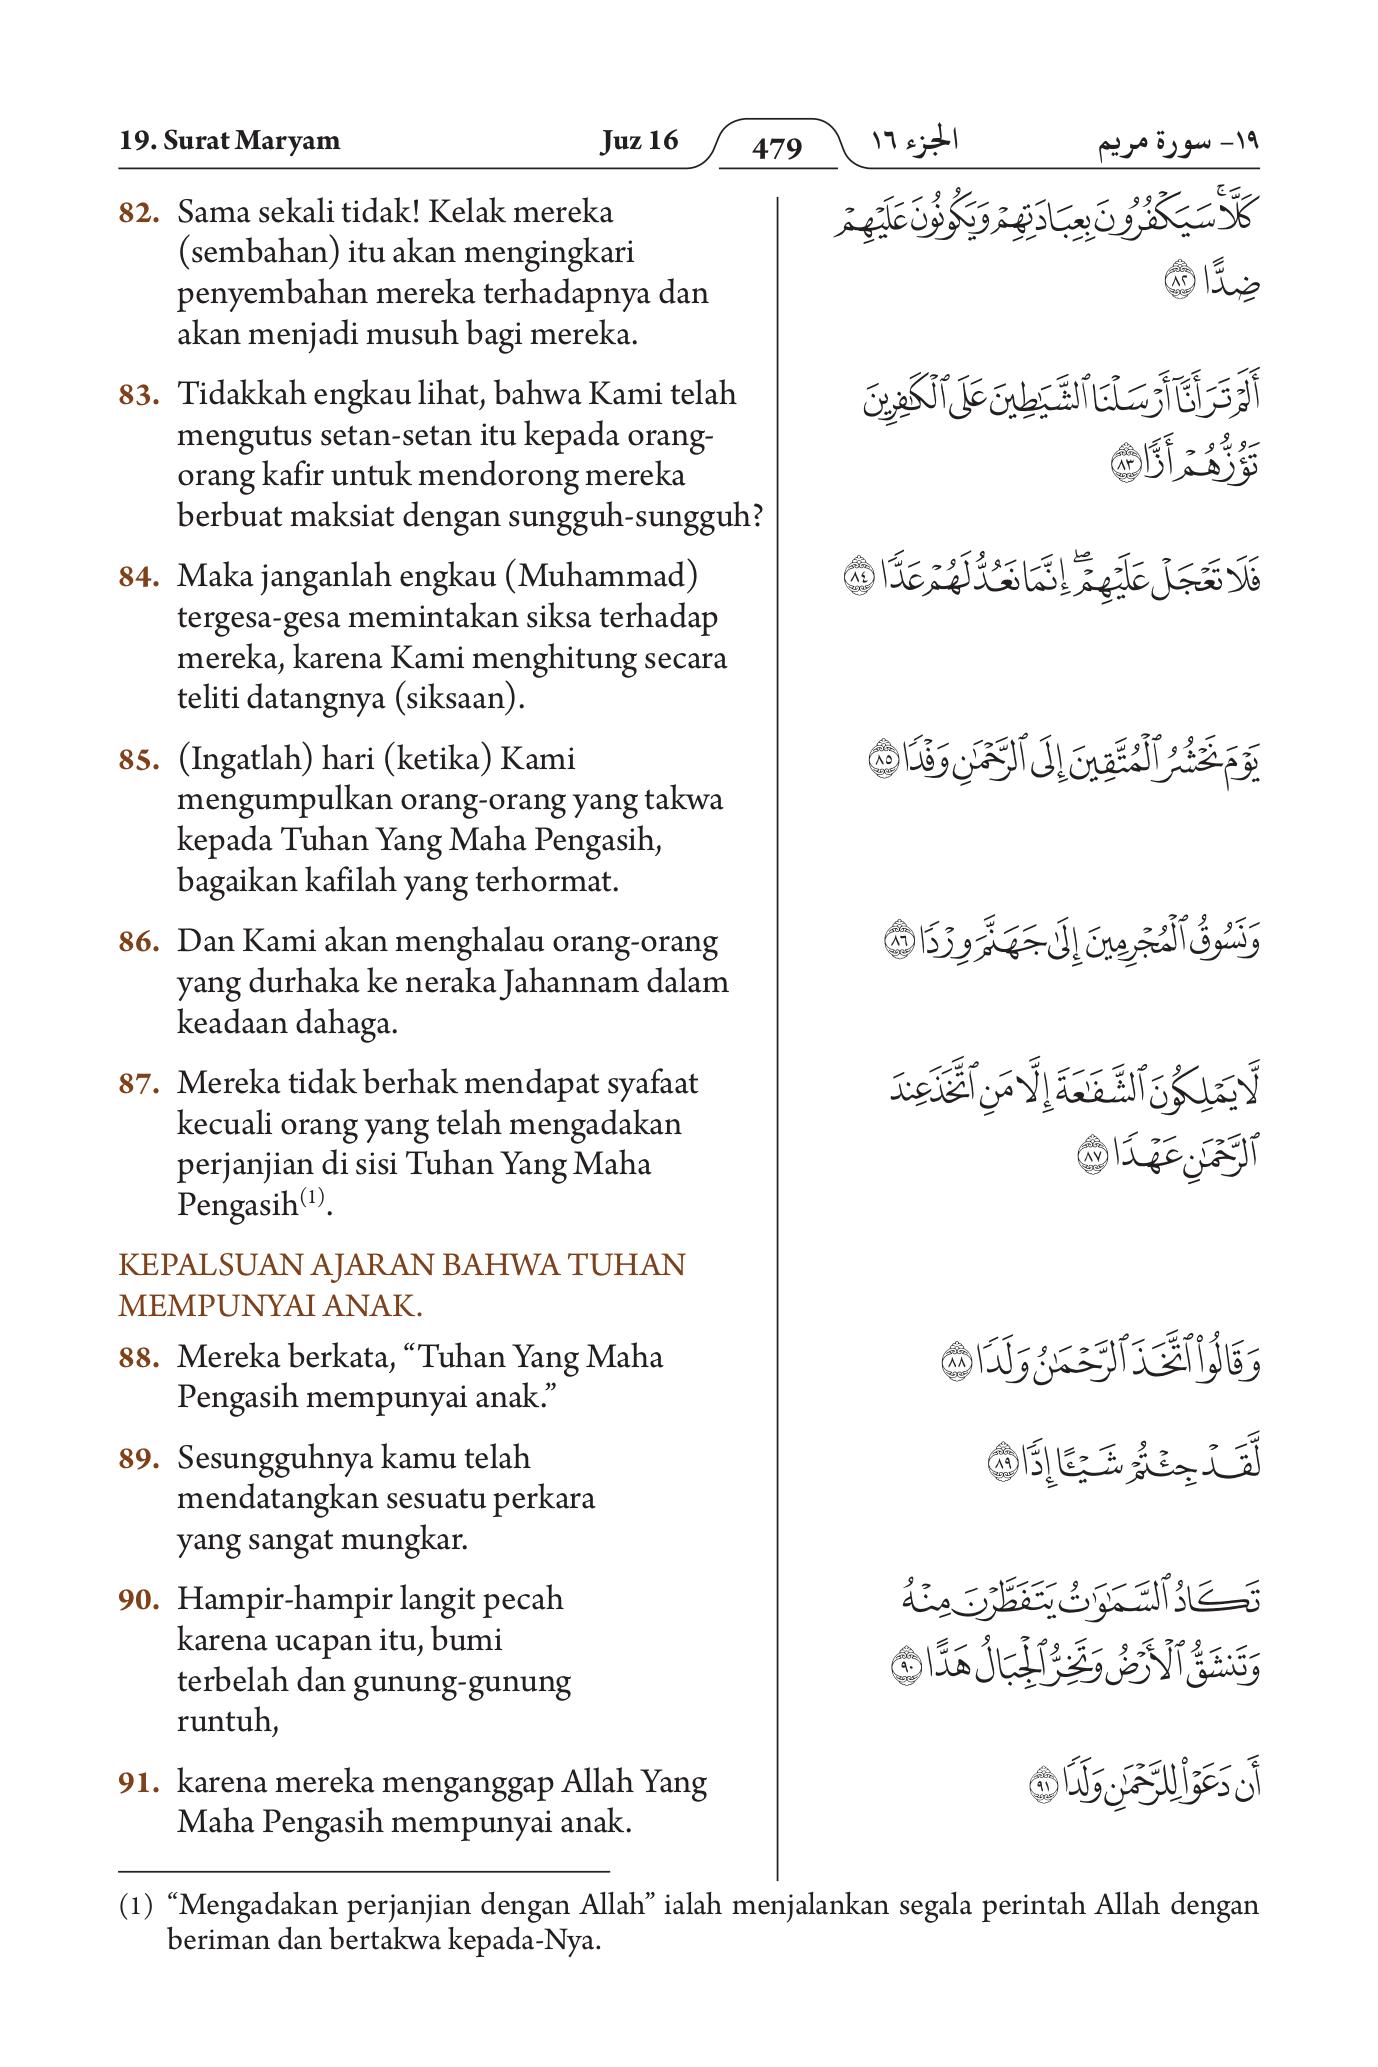 19. Surat Maryam
Juz 16
479
الجزء ١٦
١٩- سورة مريم
82. Sama sekali tidak! Kelak mereka
(sembahan) itu akan mengingkari
penyembahan mereka terhadapnya dan
akan menjadi musuh bagi mereka.
كَلَّاۚ سَيَكۡفُرُونَ بِعِبَادَتِهِمۡ وَيَكُونُونَ عَلَيۡهِمۡ
ضِدًّا ٨٢
83. Tidakkah engkau lihat, bahwa Kami telah
mengutus setan-setan itu kepada orang-
orang kafir untuk mendorong mereka
berbuat maksiat dengan sungguh-sungguh?
أَلَمۡ تَرَ أَنَّآ أَرۡسَلۡنَا ٱلشَّيَٰطِينَ عَلَى ٱلۡكَٰفِرِينَ
تَؤُزُّهُمۡ أَزّٗا ٨٣
84. Maka janganlah engkau (Muhammad)
tergesa-gesa memintakan siksa terhadap
mereka, karena Kami menghitung secara
teliti datangnya (siksaan).
فَلَا تَعۡجَلۡ عَلَيۡهِمۡۖ إِنَّمَا نَعُدُّ لَهُمۡ عَدّٗا ٨٤
85. (Ingatlah) hari (ketika) Kami
mengumpulkan orang-orang yang takwa
kepada Tuhan Yang Maha Pengasih,
bagaikan kafilah yang terhormat.
يَوۡمَ نَحۡشُرُ ٱلۡمُتَّقِينَ إِلَى ٱلرَّحۡمَٰنِ وَفۡدٗا ٨٥
86. Dan Kami akan menghalau orang-orang
yang durhaka ke neraka Jahannam dalam
keadaan dahaga.
وَنَسُوقُ ٱلۡمُجۡرِمِينَ إِلَىٰ جَهَنَّمَ وِرۡدٗا ٨٦
87. Mereka tidak berhak mendapat syafaat
kecuali orang yang telah mengadakan
perjanjian di sisi Tuhan Yang Maha
Pengasih(1).
لَّا يَمۡلِكُونَ ٱلشَّفَٰعَةَ إِلَّا مَنِ ٱتَّخَذَ عِندَ
ٱلرَّحۡمَٰنِ عَهۡدٗا ٨٧
KEPALSUAN AJARAN BAHWA TUHAN
MEMPUNYAI ANAK.
88. Mereka berkata, “Tuhan Yang Maha
Pengasih mempunyai anak.”
وَقَالُواْ ٱتَّخَذَ ٱلرَّحۡمَٰنُ وَلَدٗا ٨٨
89. Sesungguhnya kamu telah
mendatangkan sesuatu perkara
yang sangat mungkar.
لَّقَدۡ جِئۡتُمۡ شَيۡـًٔا إِدّٗا ٨٩
90. Hampir-hampir langit pecah
karena ucapan itu, bumi
terbelah dan gunung-gunung
runtuh,
تَكَادُ ٱلسَّمَٰوَٰتُ يَتَفَطَّرۡنَ مِنۡهُ
وَتَنشَقُّ ٱلۡأَرۡضُ وَتَخِرُّ ٱلۡجِبَالُ هَدًّا ٩٠
91. karena mereka menganggap Allah Yang
Maha Pengasih mempunyai anak.
أَن دَعَوۡاْ لِلرَّحۡمَٰنِ وَلَدٗا ٩١
(1) “Mengadakan perjanjian dengan Allah” ialah menjalankan segala perintah Allah dengan
beriman dan bertakwa kepada-Nya.